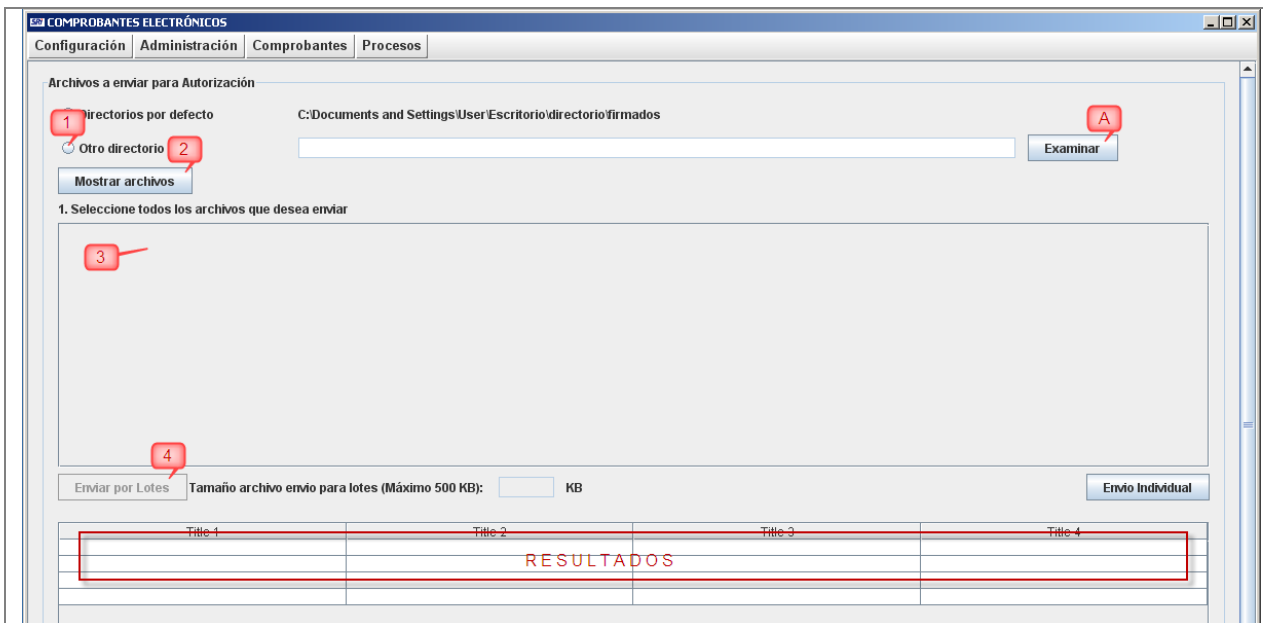 COMPROBANTES ELECTRÓNICOS
Configuración Administración Comprobantes Procesos
Archivos a enviar para Autorización
Directorios por defecto C:\Documents and Settings\User\Escritorio\directorio\firmados
1 A
Otro directorio 2 Examinar
Mostrar archivos
1. Seleccione todos los archivos que desea enviar
3
4
Enviar por Lotes Tamaño archivo envio para lotes (Máximo 500 KB): KB Envio Individual
Title 1 Title 2 Title 3 Title 4
RESULTADOS